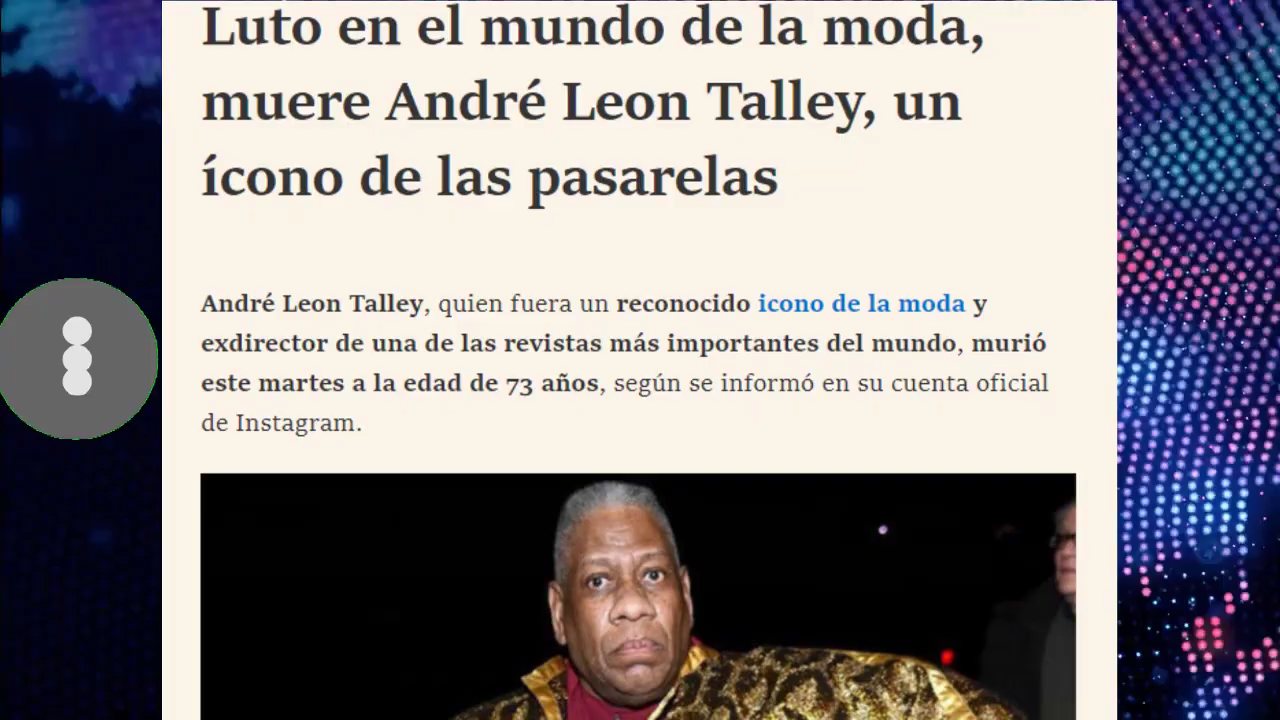 Luto en el mundo de la moda,
muere André Leon Talley, un
ícono de las pasarelas
André Leon Talley, quien fuera un reconocido icono de la moda y
exdirector de una de las revistas más importantes del mundo, murió
este martes a la edad de 73 años, según se informó en su cuenta oficial
de Instagram.